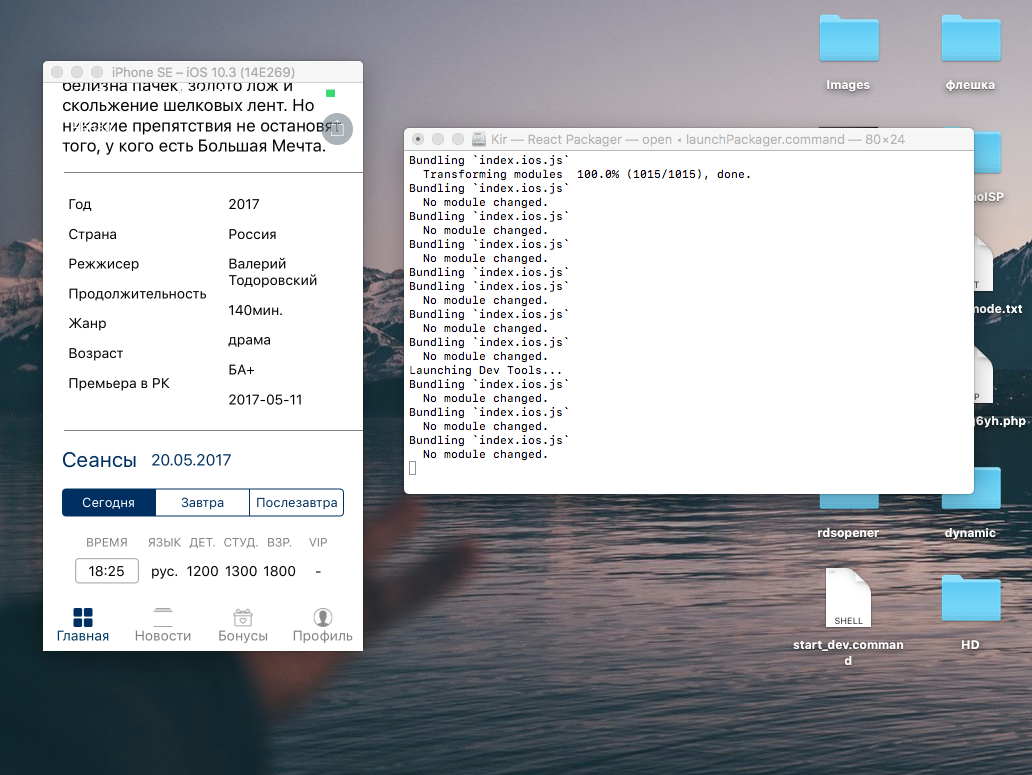 iPhone SE – iOS 10.3 (14E269)
белизна пачек, золото лож и
скольжение шелковых лент. Но
никакие препятствия не остановят
того, у кого есть Большая Мечта.
Год 2017
Страна Россия
Режжисер Валерий
Тодоровский
Продолжительность 140мин.
Жанр драма
Возраст БА+
Премьера в РК 2017-05-11
Сеансы 20.05.2017
Сегодня Завтра Послезавтра
ВРЕМЯ ЯЗЫК ДЕТ. СТУД. ВЗР. VIP
18:25 рус. 1200 1300 1800 -
Главная Новости Бонусы Профиль
Kir — React Packager — open ◂ launchPackager.command — 80×24
Bundling `index.ios.js`
Transforming modules 100.0% (1015/1015), done.
Bundling `index.ios.js`
No module changed.
Bundling `index.ios.js`
No module changed.
Bundling `index.ios.js`
No module changed.
Bundling `index.ios.js`
Bundling `index.ios.js`
No module changed.
Bundling `index.ios.js`
No module changed.
Bundling `index.ios.js`
No module changed.
Launching Dev Tools...
Bundling `index.ios.js`
No module changed.
Bundling `index.ios.js`
No module changed.
Bundling `index.ios.js`
No module changed.
Images
флешка
noISP
T
node.txt
P
6yh.php
rdsopener
dynamic
SHELL
start_dev.comman
d
HD